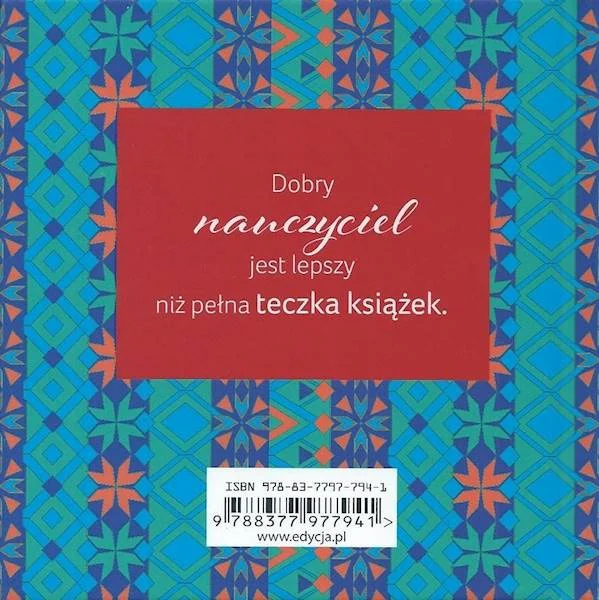 Dobry
nauczyciel
jest lepszy
niż pełna teczka książek.
ISBN 978-83-7797-794-1
9 788377 977941 >
www.edycja.pl